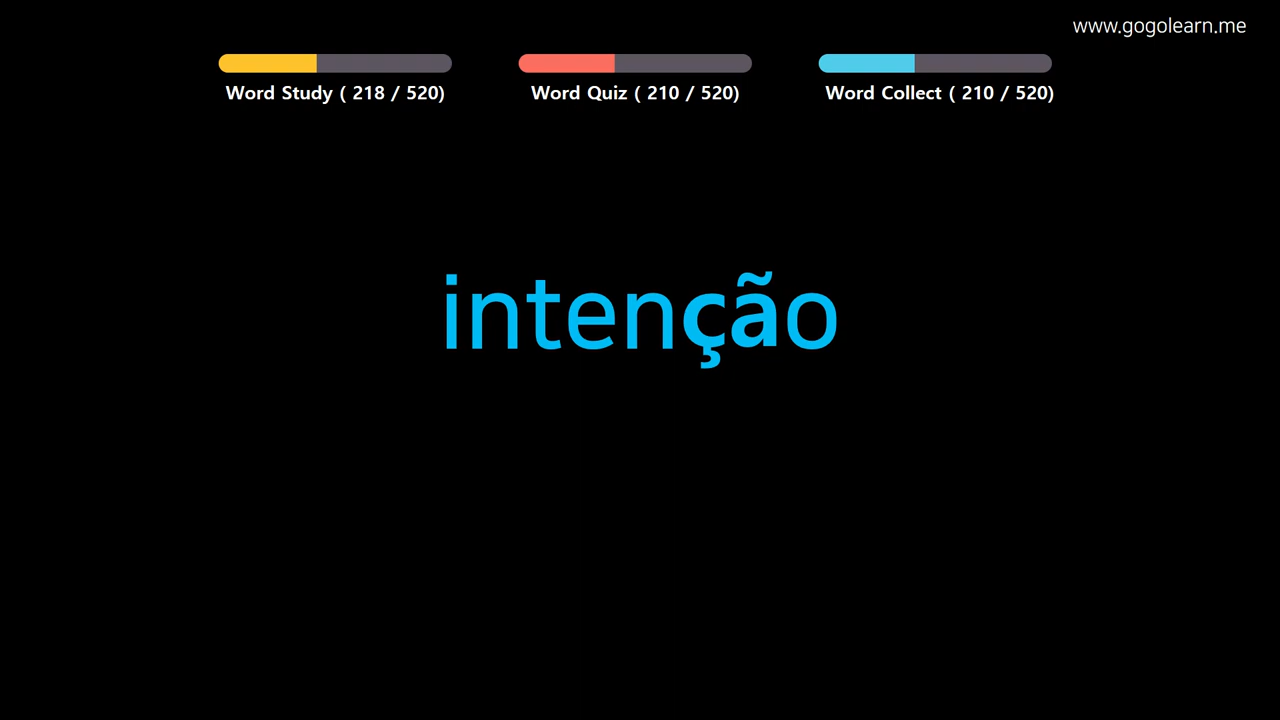 www.gogolearn.me
Word Study ( 218 / 520)
Word Quiz ( 210 / 520)
Word Collect ( 210 / 520)
intenção